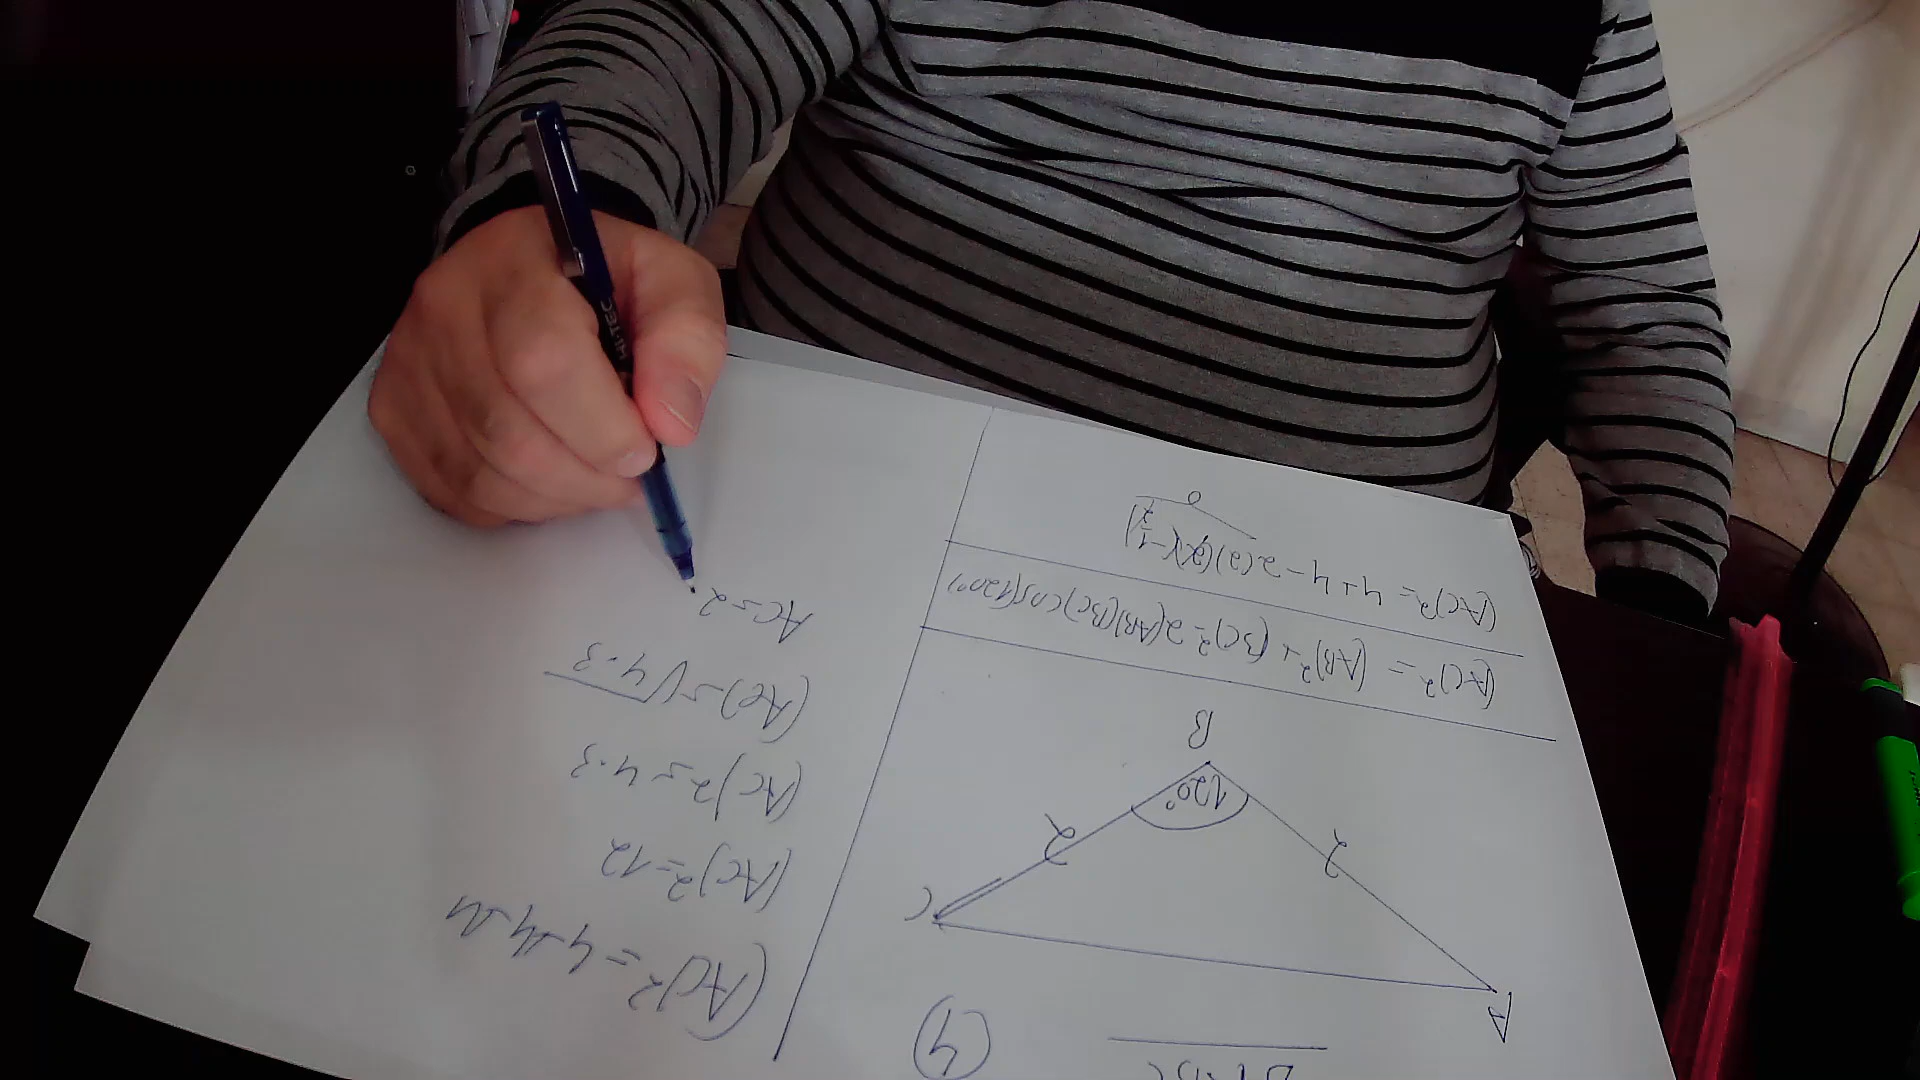 (4)
A
B
C
2
2
120°
(AC)² = (AB)² + (BC)² - 2(AB)(BC)cos(120°)
(AC)² = 4+4-2(2)(2)(-1/2)
(AC)² = 4+4+4
(AC)² = 12
(AC)² = 4·3
(AC) = √4·3
AC = 2
HI-TEC